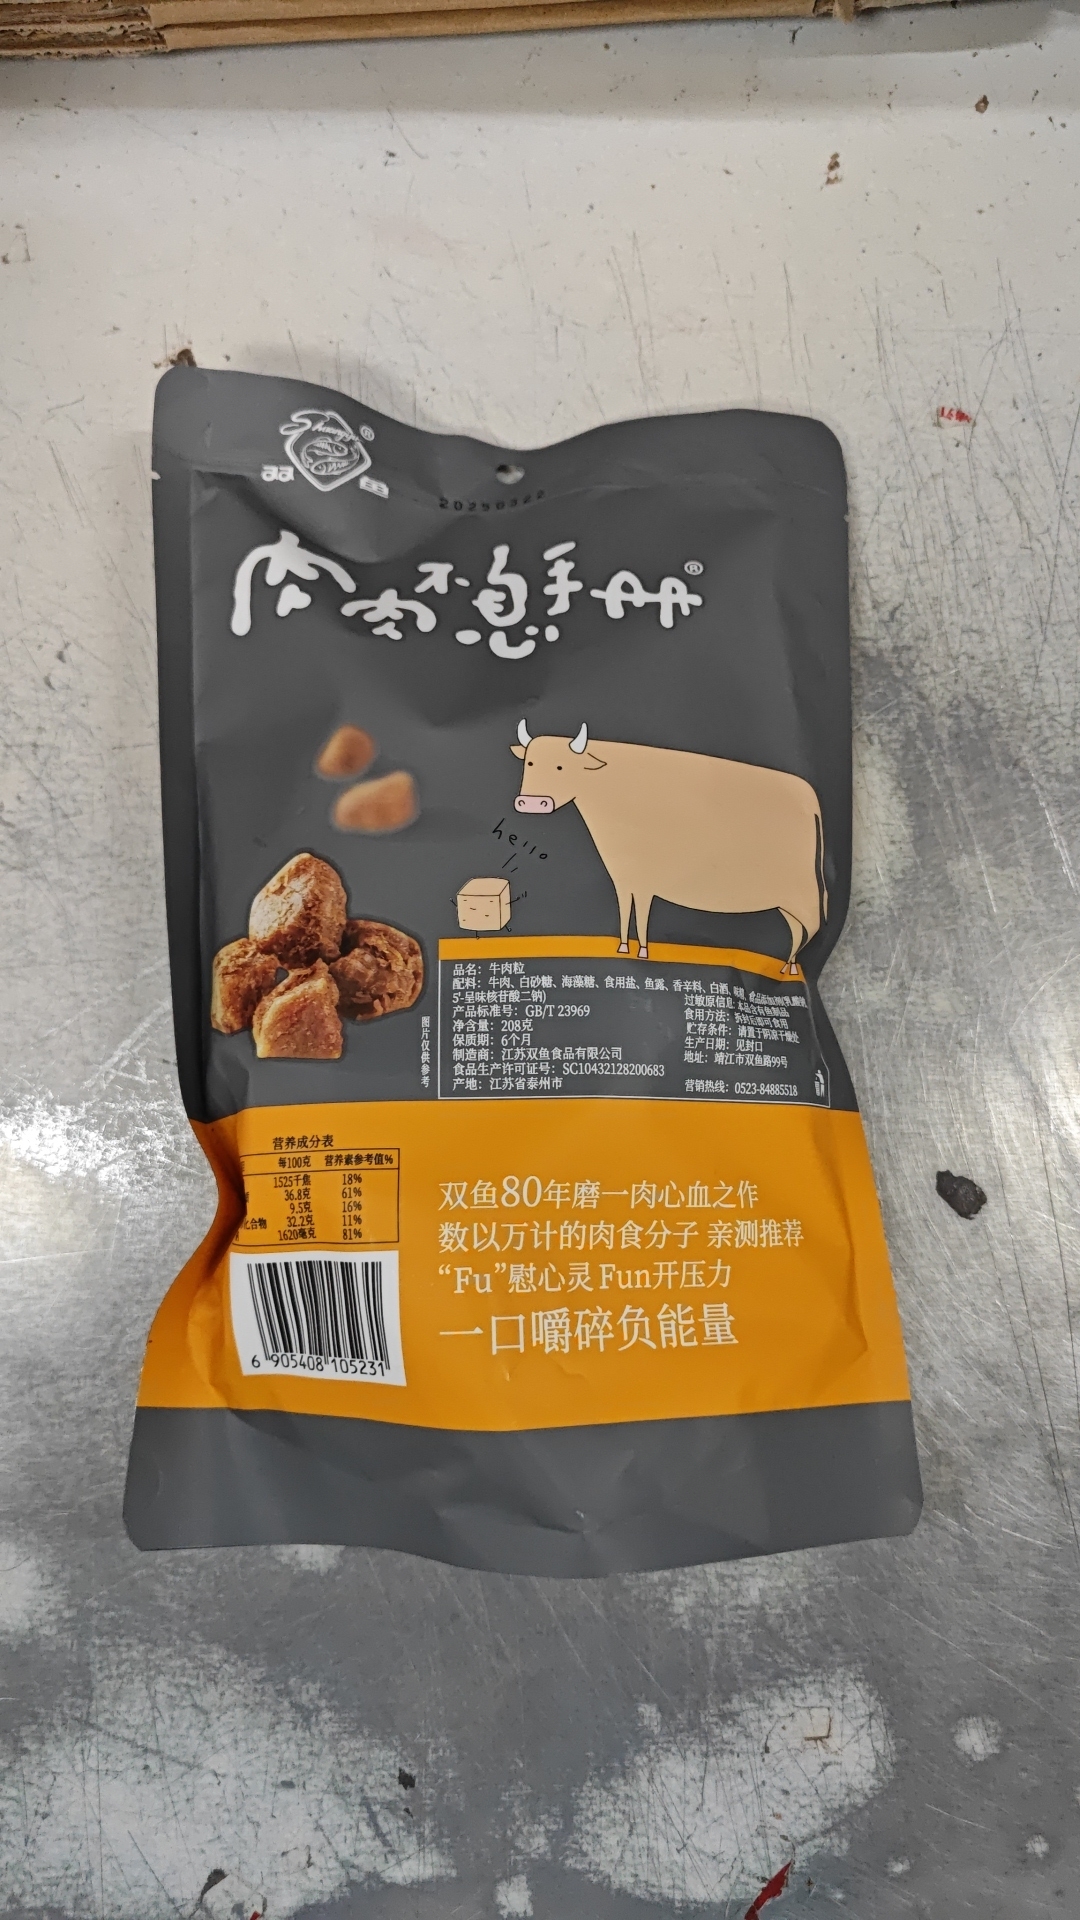 Shuangyu®
双 鱼
肉肉不息手册®
hello
品名：牛肉粒
配料：牛肉、白砂糖、海藻糖、食用盐、鱼露、香辛料、白酒、
5'-呈味核苷酸二钠)
产品标准号：GB/T 23969
净含量：208克
保质期：6个月
制造商：江苏双鱼食品有限公司
食品生产许可证号：SC10432128200683
产地：江苏省泰州市
过敏原信息：本品含有鱼制品
食用方法：拆封后即可食用
贮存条件：请置于阴凉干燥处
生产日期：见封口
地址：靖江市双鱼路99号
营销热线：0523-84885518
图片仅供参考
营养成分表
每100克 营养素参考值%
1525千焦 18%
36.8克 61%
9.5克 16%
化合物 32.2克 11%
1620毫克 81%
双鱼80年磨一肉心血之作
数以万计的肉食分子 亲测推荐
“Fu”慰心灵 Fun开压力
一口嚼碎负能量
6 905408 105231